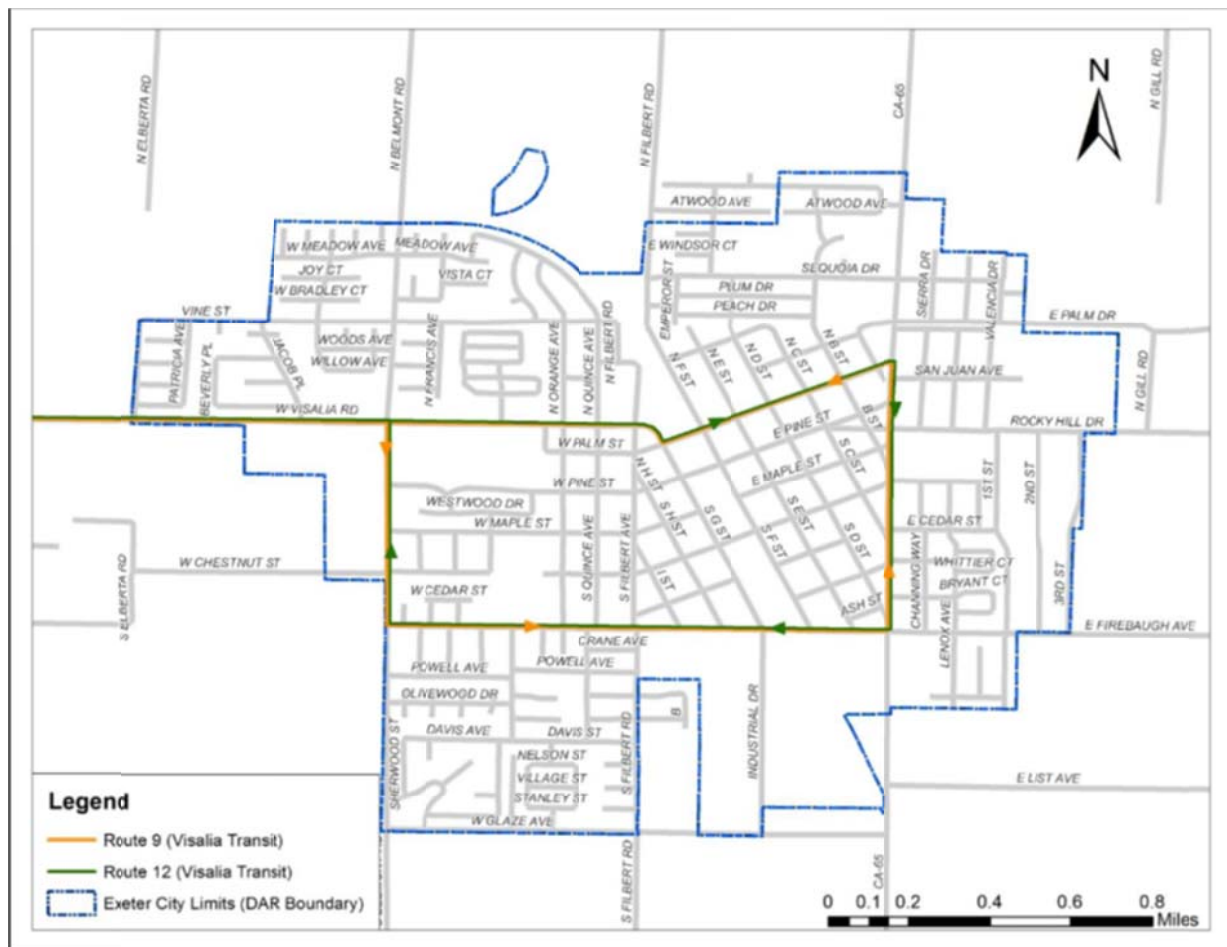 N
N ELBERTA RD
N BELMONT RD
N FILBERT RD
CA-65
N GILL RD
ATWOOD AVE
ATWOOD AVE
W MEADOW AVE
MEADOW AVE
E WINDSOR CT
JOY CT
VISTA CT
SEQUOIA DR
W BRADLEY CT
PLUM DR
PEACH DR
EMPEROR ST
SIERRA DR
VALENCIA DR
VINE ST
E PALM DR
PATRICIA AVE
BEVERLY PL
JACOB PL
WOODS AVE
WILLOW AVE
N FRANCIS AVE
N ORANGE AVE
N QUINCE AVE
N FILBERT RD
N F ST
N E ST
N D ST
N C ST
N B ST
SAN JUAN AVE
N GILL RD
W VISALIA RD
ROCKY HILL DR
W PALM ST
E PINE ST
B ST
N H ST
W PINE ST
E MAPLE ST
S C ST
1ST ST
2ND ST
WESTWOOD DR
W MAPLE ST
S H ST
S G ST
S F ST
S E ST
S D ST
E CEDAR ST
S QUINCE AVE
S FILBERT AVE
I ST
W CHESTNUT ST
S ELBERTA RD
W CEDAR ST
CHANNING WAY
WHITTIER CT
BRYANT CT
3RD ST
ASH ST
LENOX AVE
E FIREBAUGH AVE
CRANE AVE
POWELL AVE
POWELL AVE
OLIVEWOOD DR
B
DAVIS AVE
DAVIS ST
NELSON ST
VILLAGE ST
STANLEY ST
SHERWOOD ST
S FILBERT RD
INDUSTRIAL DR
E LIST AVE
W GLAZE AVE
S FILBERT RD
CA-65
Legend
Route 9 (Visalia Transit)
Route 12 (Visalia Transit)
Exeter City Limits (DAR Boundary)
0 0.1 0.2 0.4 0.6 0.8
Miles